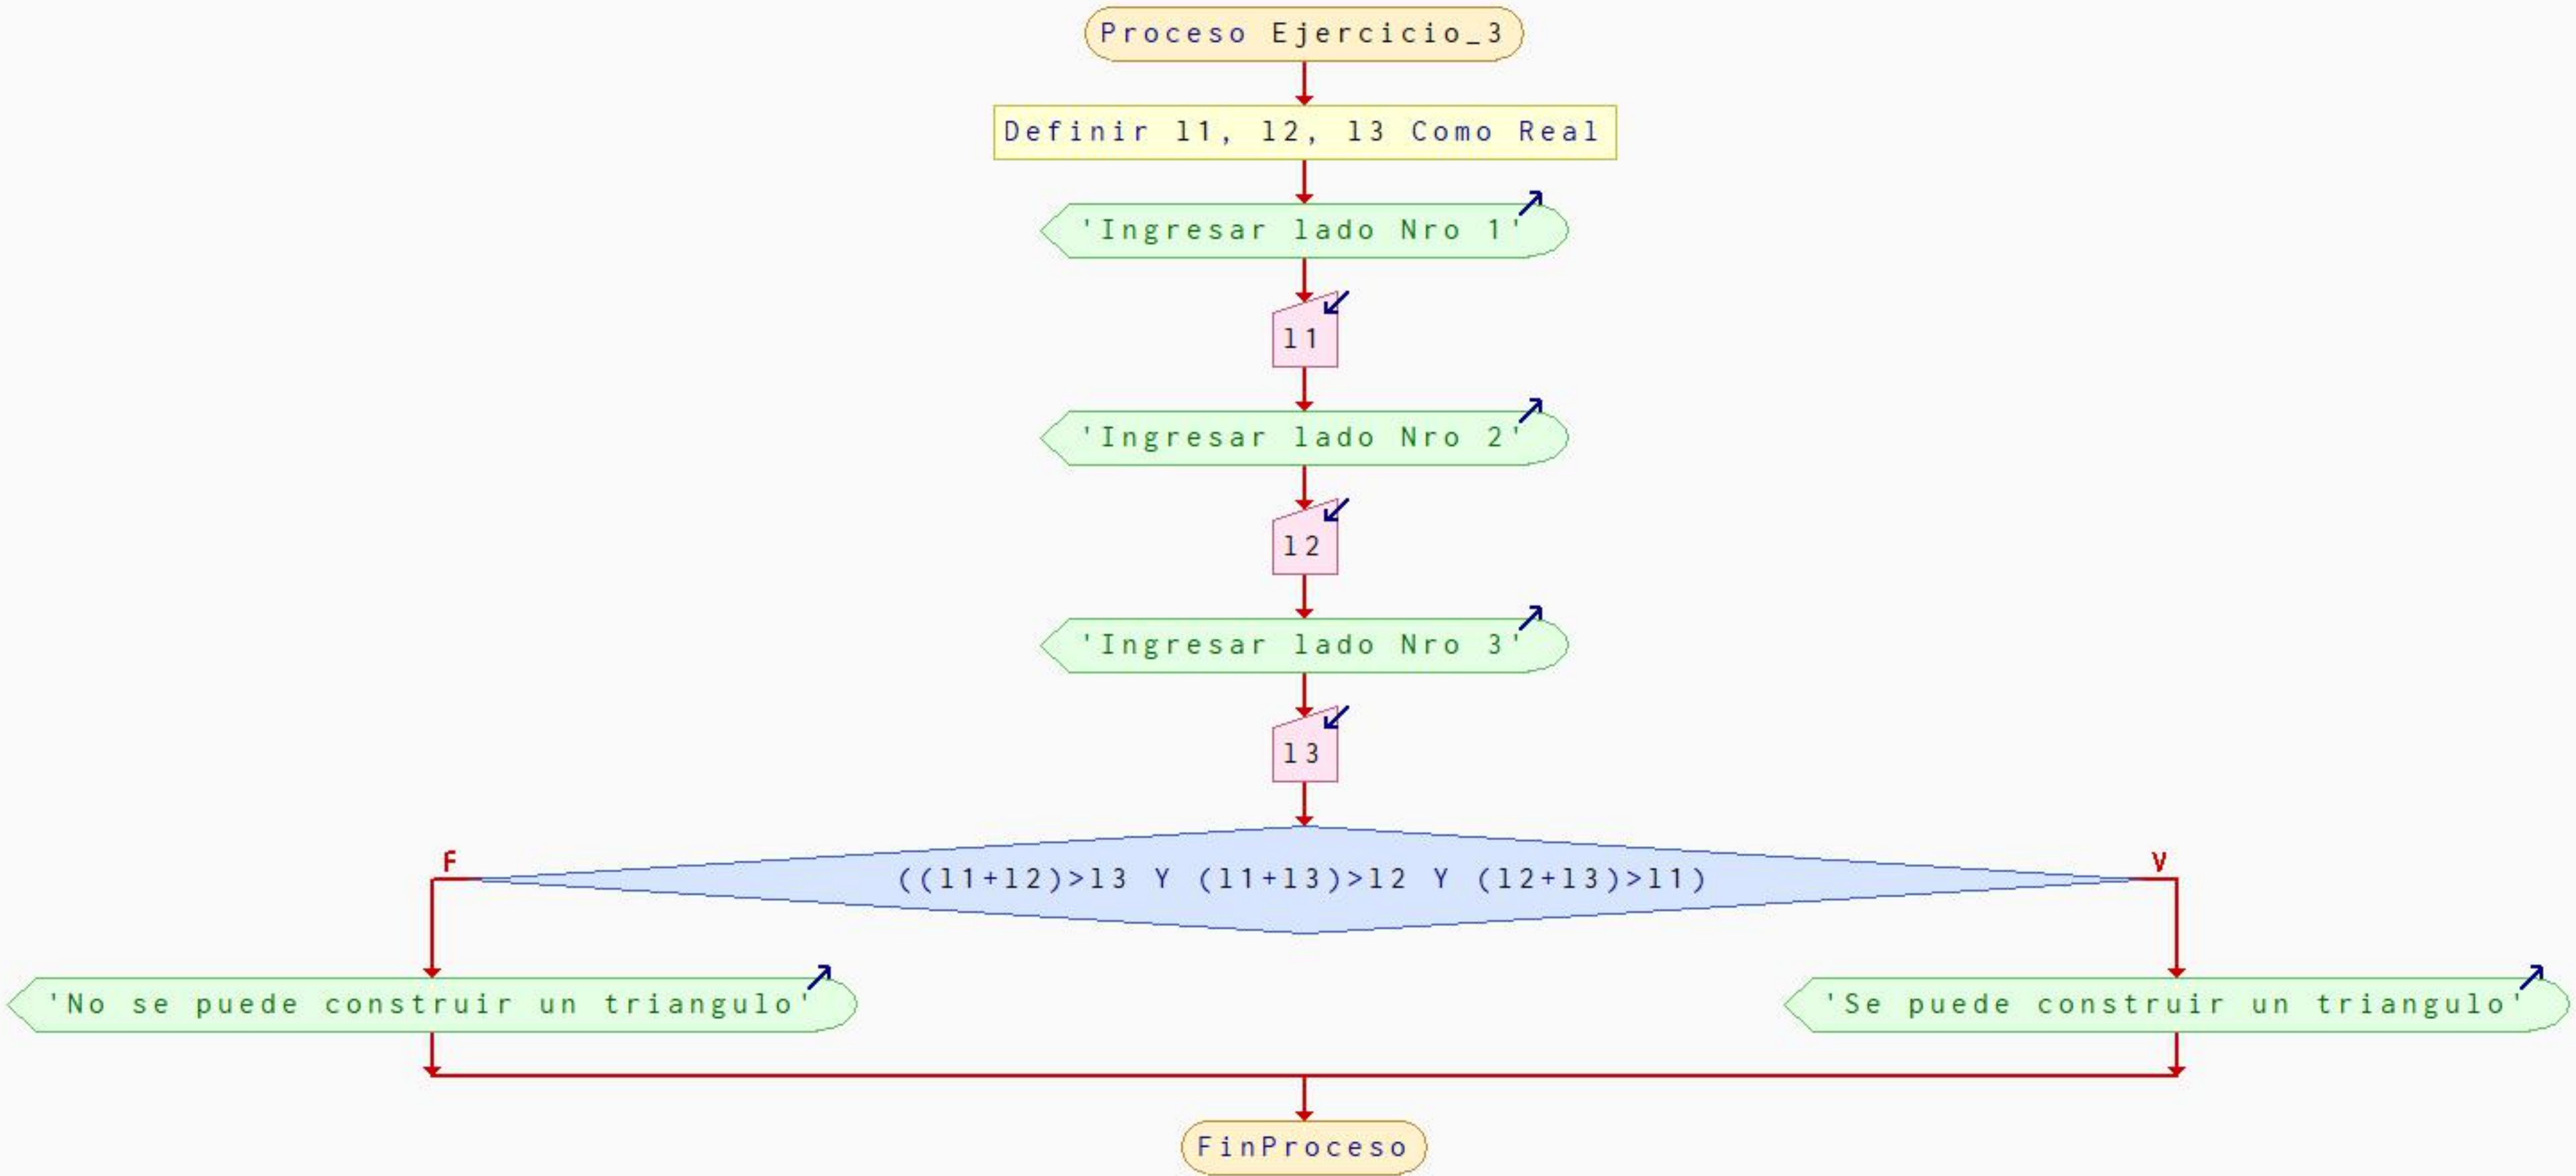 Proceso Ejercicio_3
Definir l1, l2, l3 Como Real
'Ingresar lado Nro 1'
l1
'Ingresar lado Nro 2'
l2
'Ingresar lado Nro 3'
l3
F
V
((l1+l2)>l3 Y (l1+l3)>l2 Y (l2+l3)>l1)
'No se puede construir un triangulo'
'Se puede construir un triangulo'
FinProceso